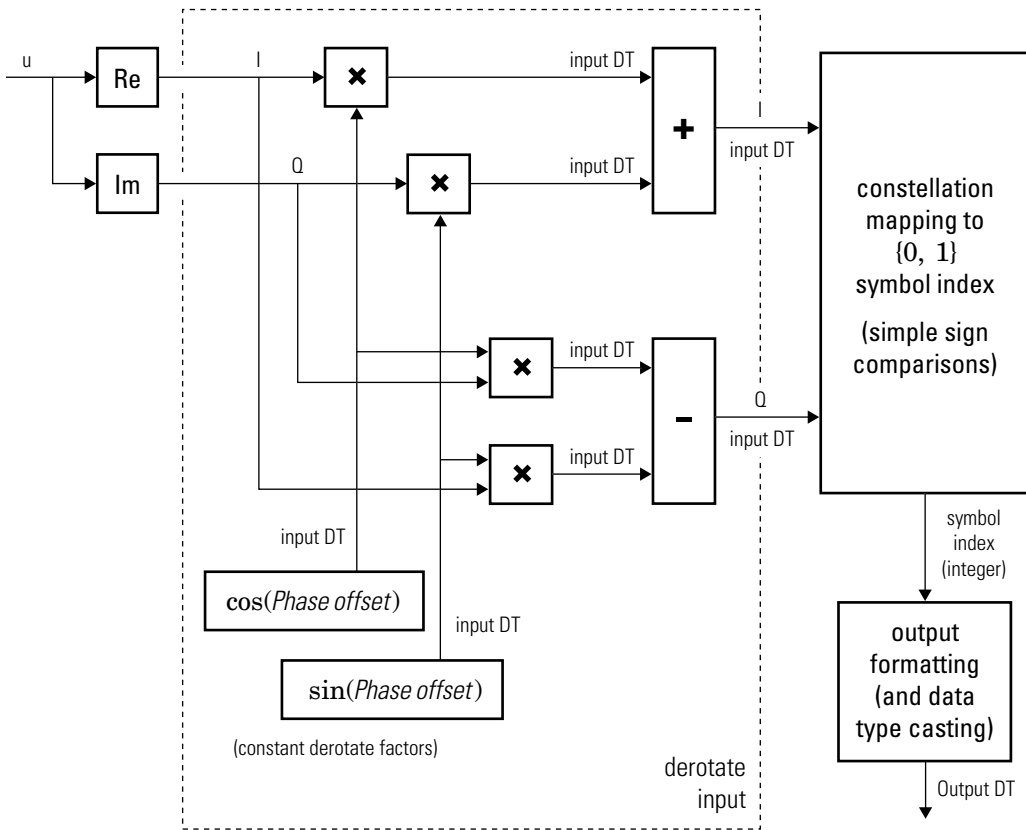 u
Re
I
×
input DT
+
I
input DT
Im
Q
×
input DT
constellation
mapping to
{0, 1}
symbol index
(simple sign
comparisons)
×
input DT
−
Q
input DT
×
input DT
input DT
cos(Phase offset)
input DT
sin(Phase offset)
(constant derotate factors)
derotate
input
symbol
index
(integer)
output
formatting
(and data
type casting)
Output DT